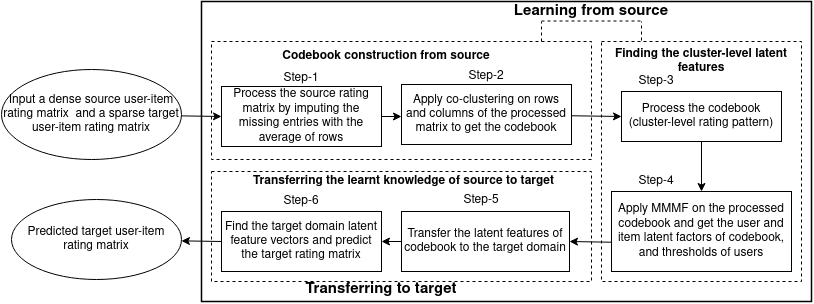 Learning from source
Codebook construction from source
Finding the cluster-level latent
features
Step-1
Step-2
Step-3
Input a dense source user-item
rating matrix and a sparse target
user-item rating matrix
Process the source rating
matrix by imputing the
missing entries with the
average of rows
Apply co-clustering on rows
and columns of the processed
matrix to get the codebook
Process the codebook
(cluster-level rating pattern)
Step-4
Apply MMMF on the processed
codebook and get the user and
item latent factors of codebook,
and thresholds of users
Transferring the learnt knowledge of source to target
Step-5
Transfer the latent features of
codebook to the target domain
Step-6
Find the target domain latent
feature vectors and predict
the target rating matrix
Predicted target user-item
rating matrix
Transferring to target